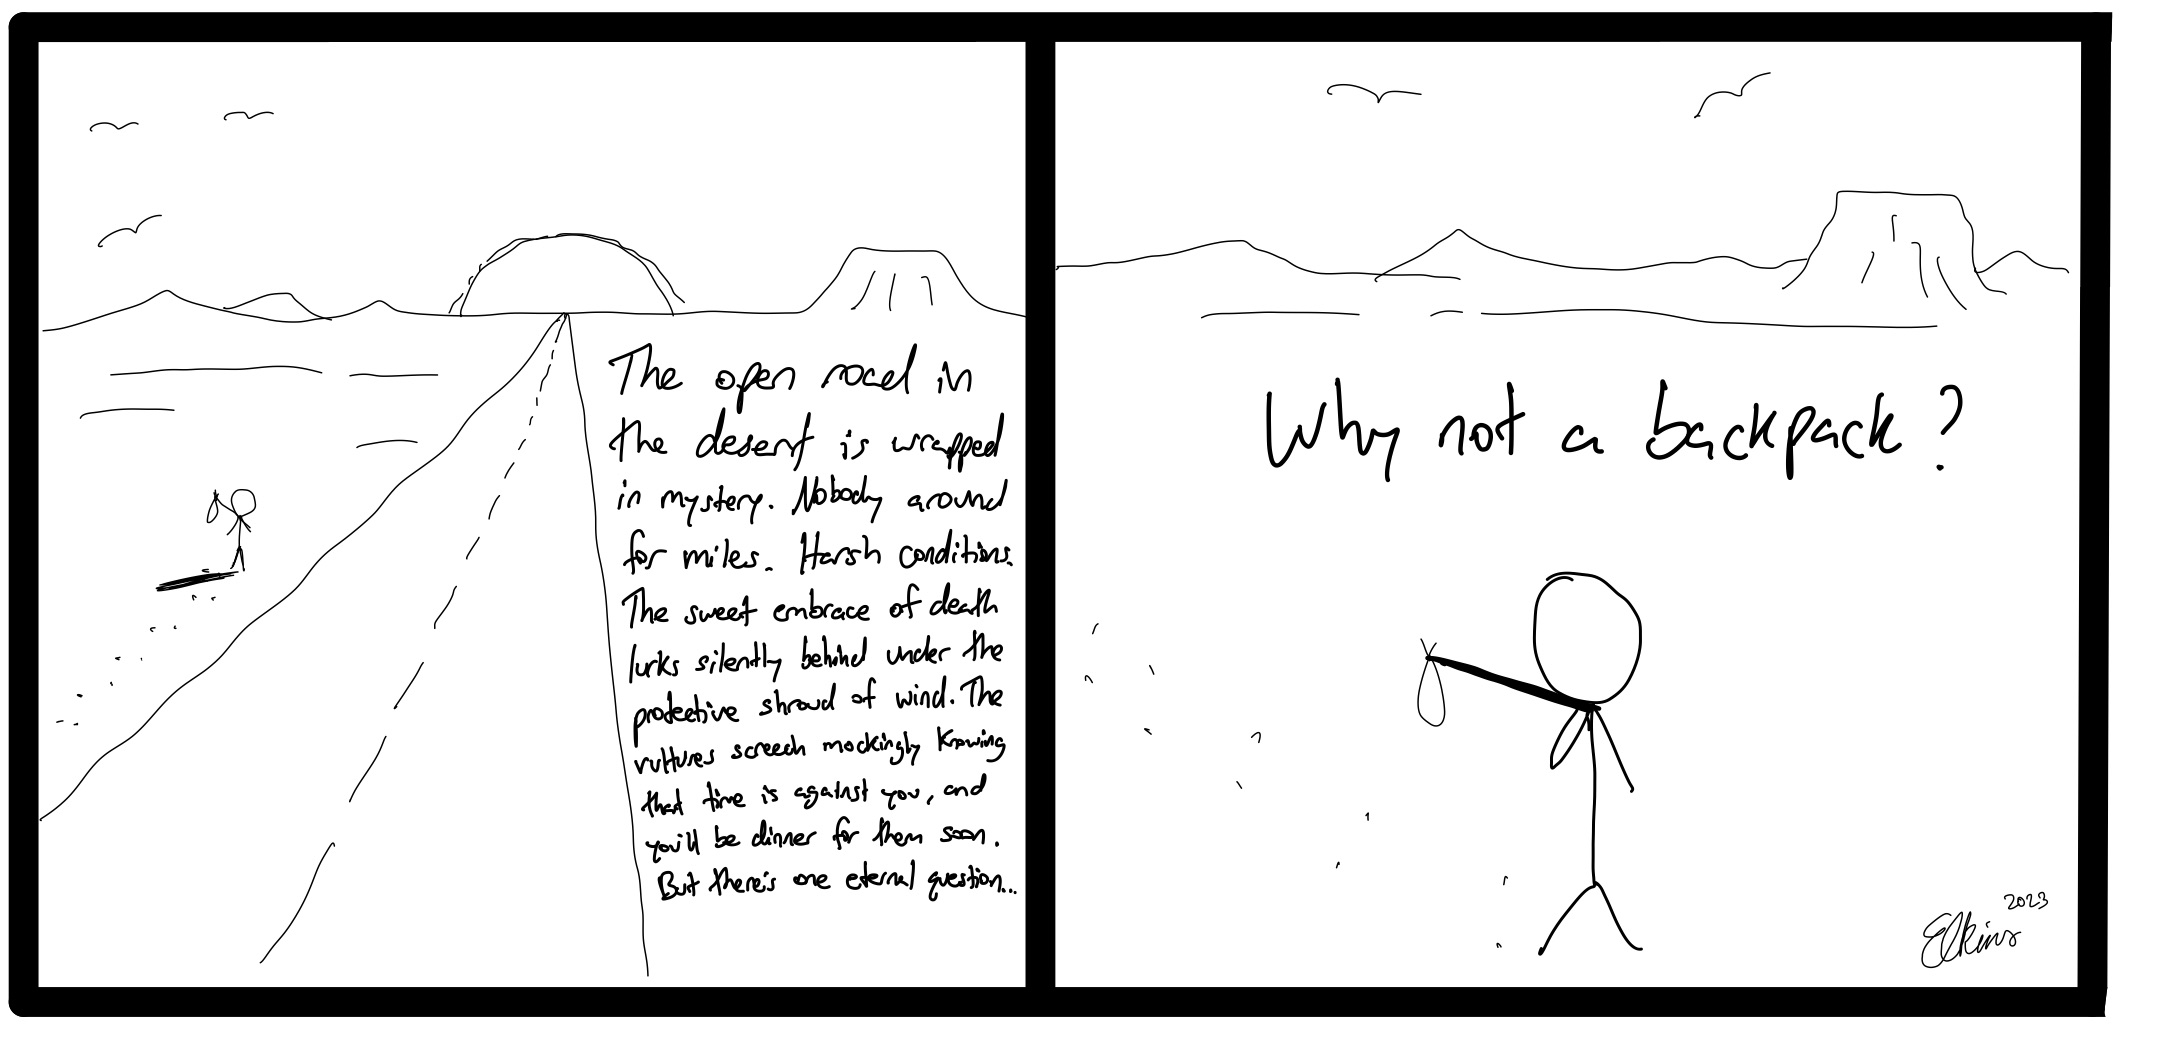 The open road in
the desert is wrapped
in mystery. Nobody around
for miles. Harsh conditions.
The sweet embrace of death
lurks silently behind under the
protective shroud of wind. The
vultures screech mockingly knowing
that time is against you, and
you'll be dinner for them soon.
But there's one eternal question...
Why not a backpack?
2023
Elkins